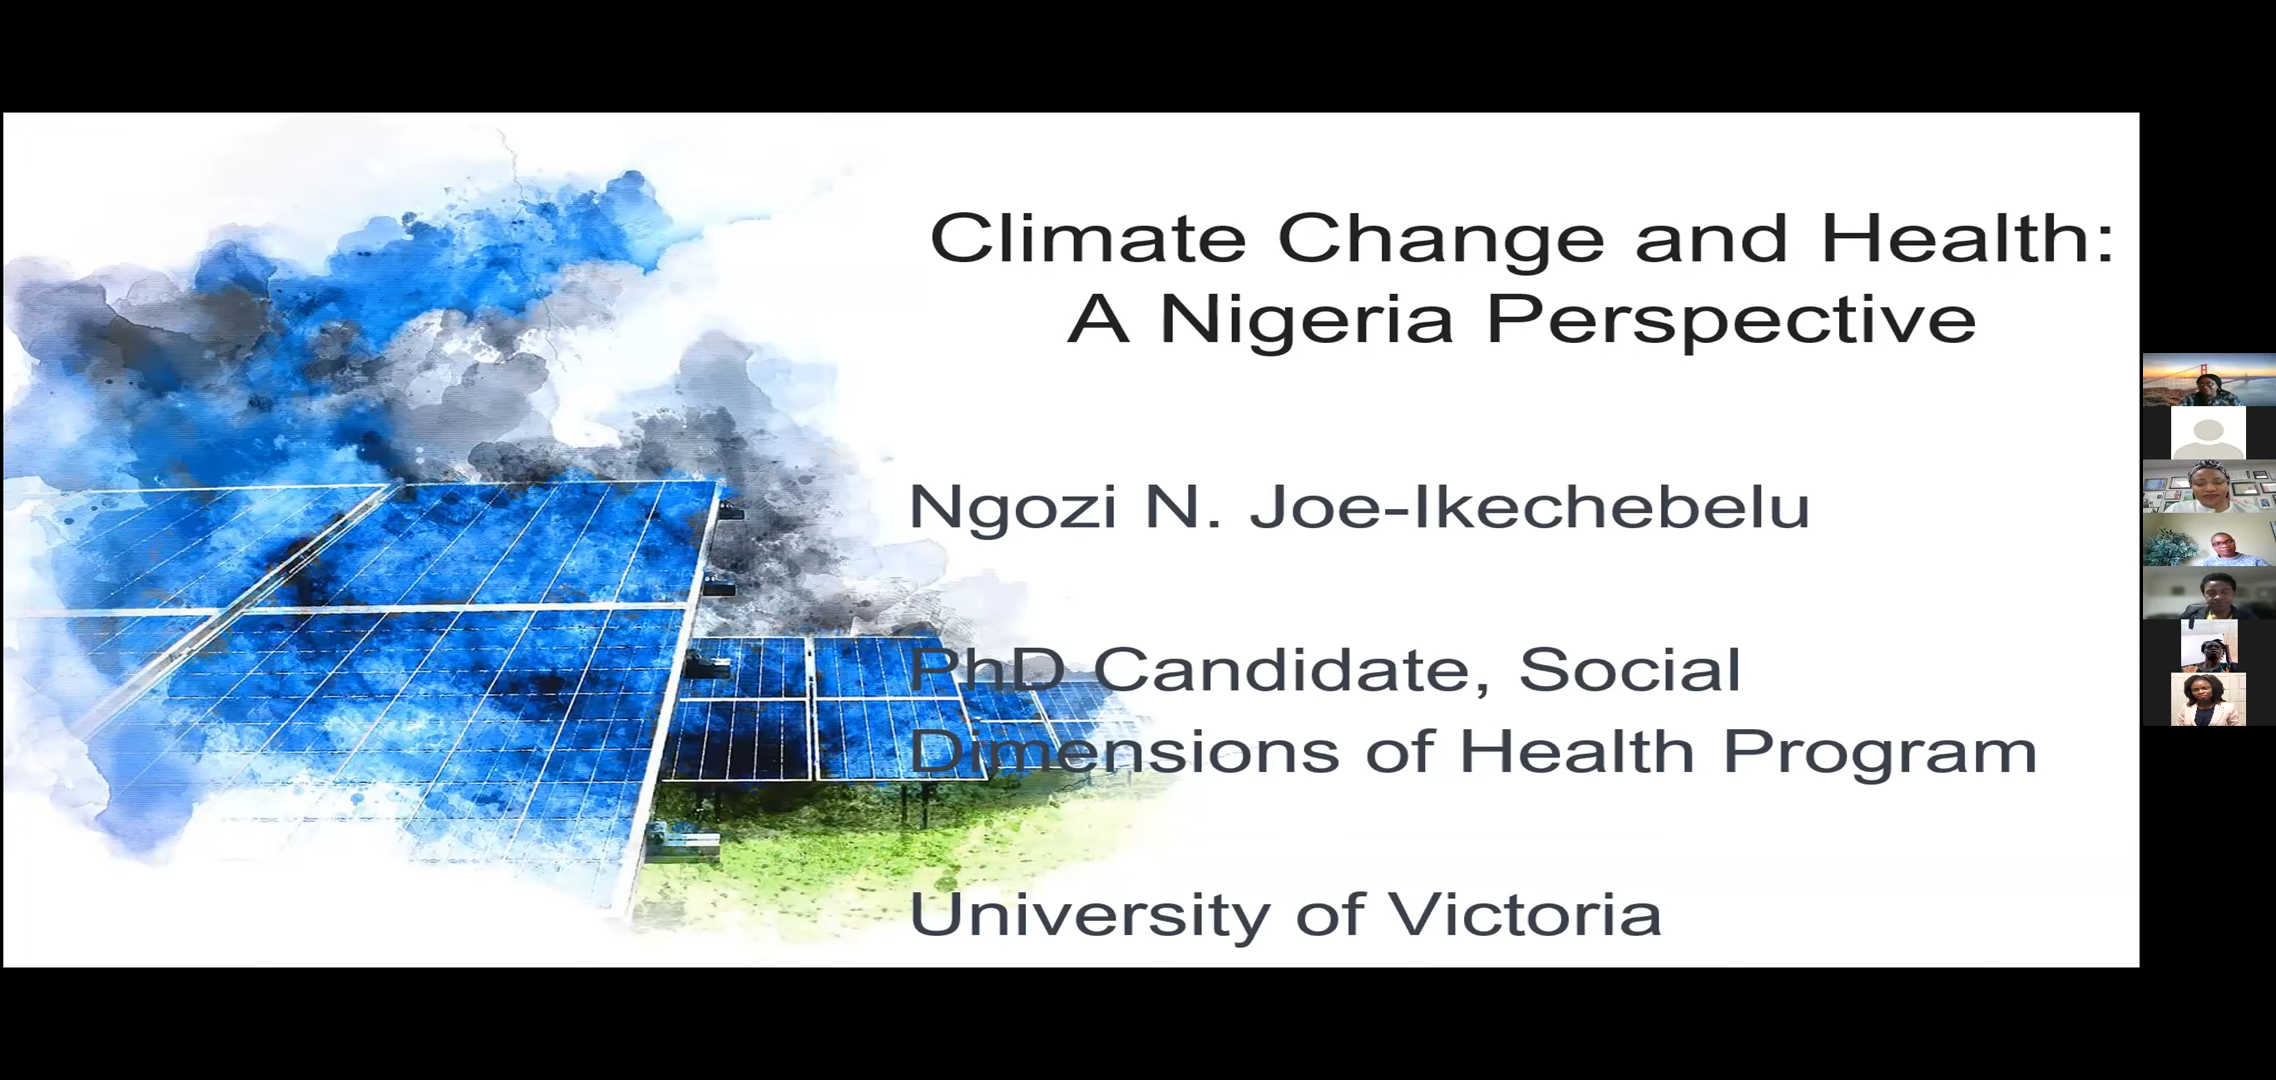 Climate Change and Health:
A Nigeria Perspective
Ngozi N. Joe-Ikechebelu
PhD Candidate, Social
Dimensions of Health Program
University of Victoria